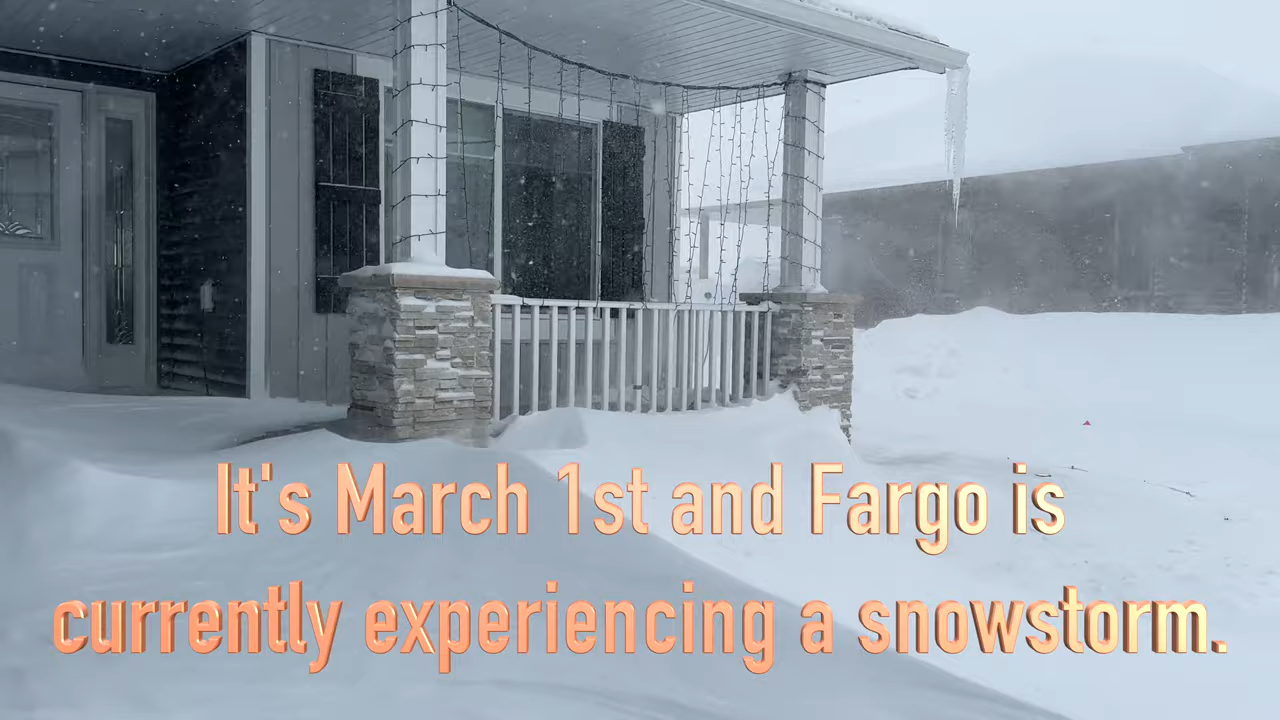 It's March 1st and Fargo is
currently experiencing a snowstorm.